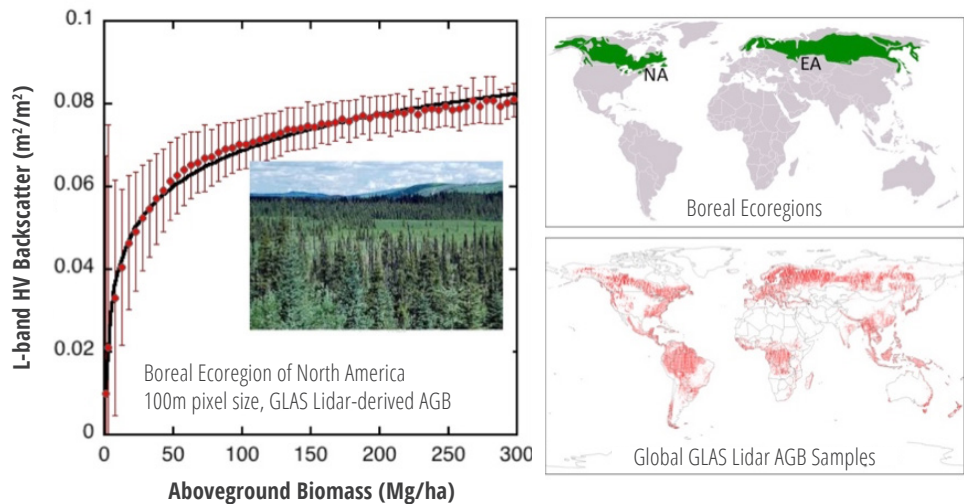 0.1
0.08
0.06
0.04
0.02
0
L-band HV Backscatter (m²/m²)
Boreal Ecoregion of North America
100m pixel size, GLAS Lidar-derived AGB
0 50 100 150 200 250 300
Aboveground Biomass (Mg/ha)
NA
EA
Boreal Ecoregions
Global GLAS Lidar AGB Samples